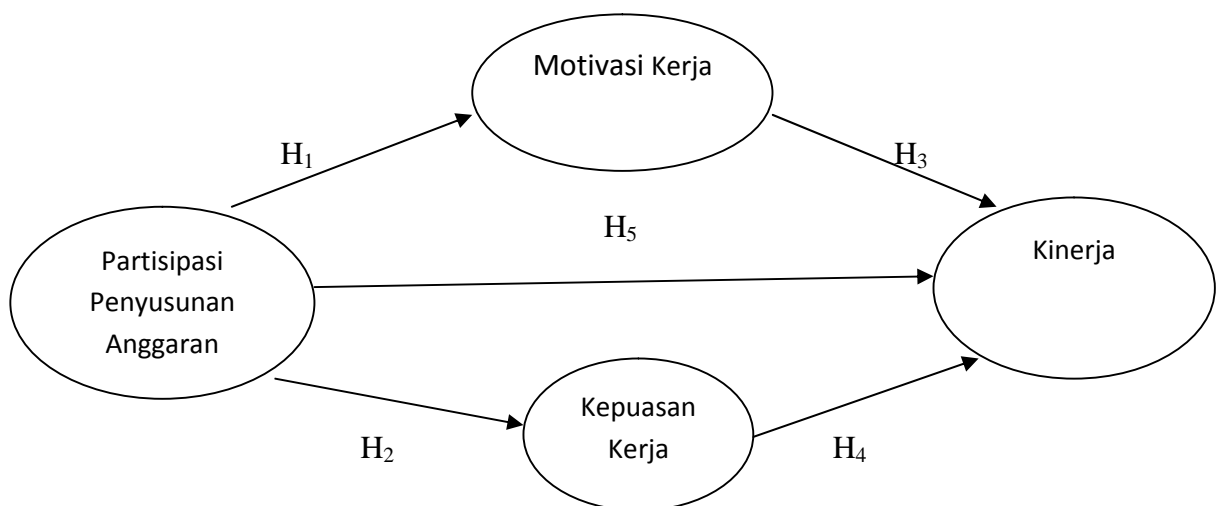 Motivasi Kerja
H₁
H₃
H₅
Partisipasi
Penyusunan
Anggaran
Kinerja
Kepuasan
Kerja
H₂
H₄